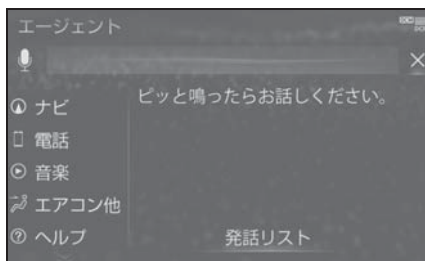 エージェント
ピッと鳴ったらお話しください。
ナビ
電話
音楽
エアコン他
ヘルプ
発話リスト